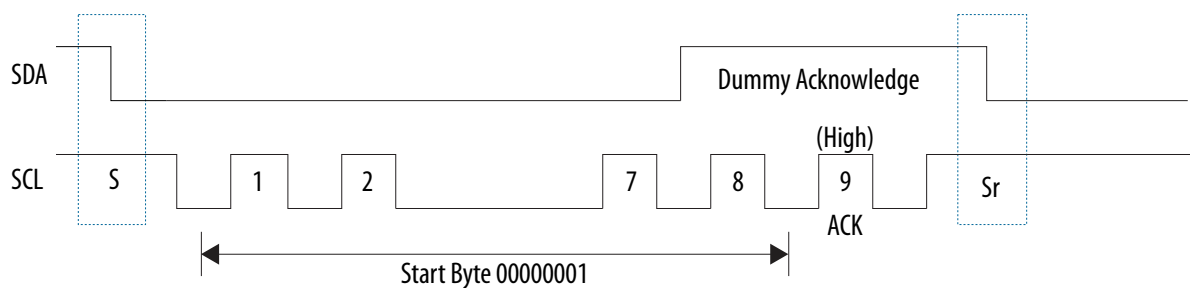 SDA
Dummy Acknowledge
(High)
SCL S 1 2 7 8 9 Sr
ACK
Start Byte 00000001